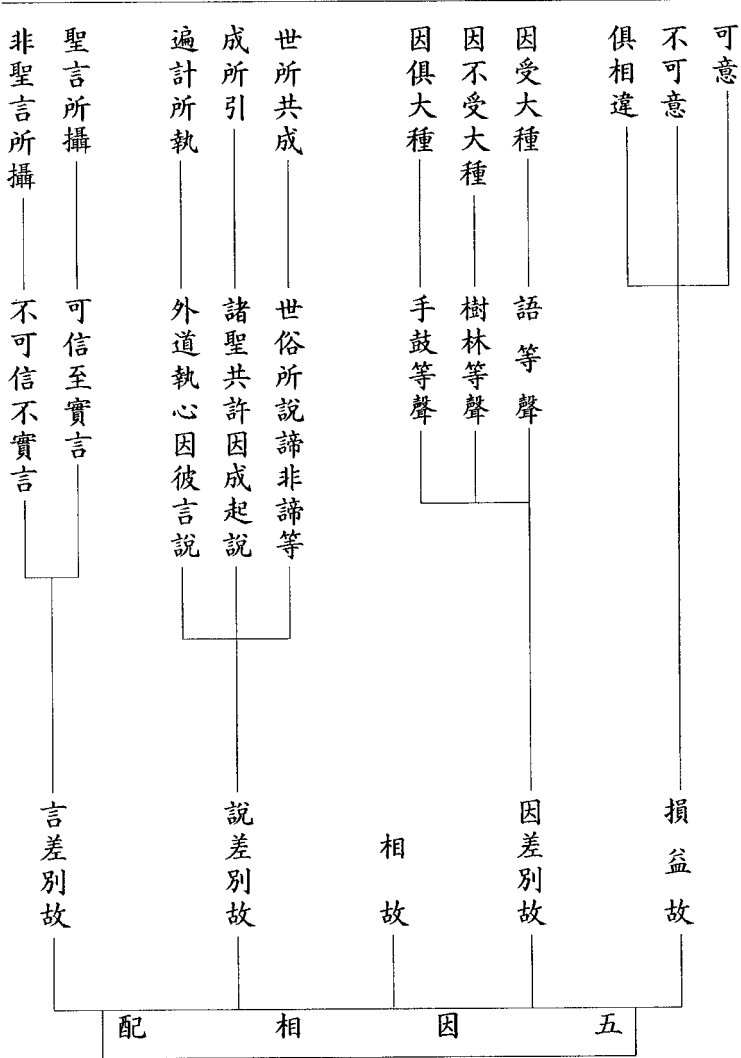 可意
不可意
俱相違
因受大種
因不受大種
因俱大種
世所共成
成所引
遍計所執
聖言所攝
非聖言所攝
語等聲
樹林等聲
手鼓等聲
世俗所說諦非諦等
諸聖共許因成起說
外道執心因彼言說
可信至實言
不可信不實言
損益故
因差別故
相故
說差別故
言差別故
五因相配